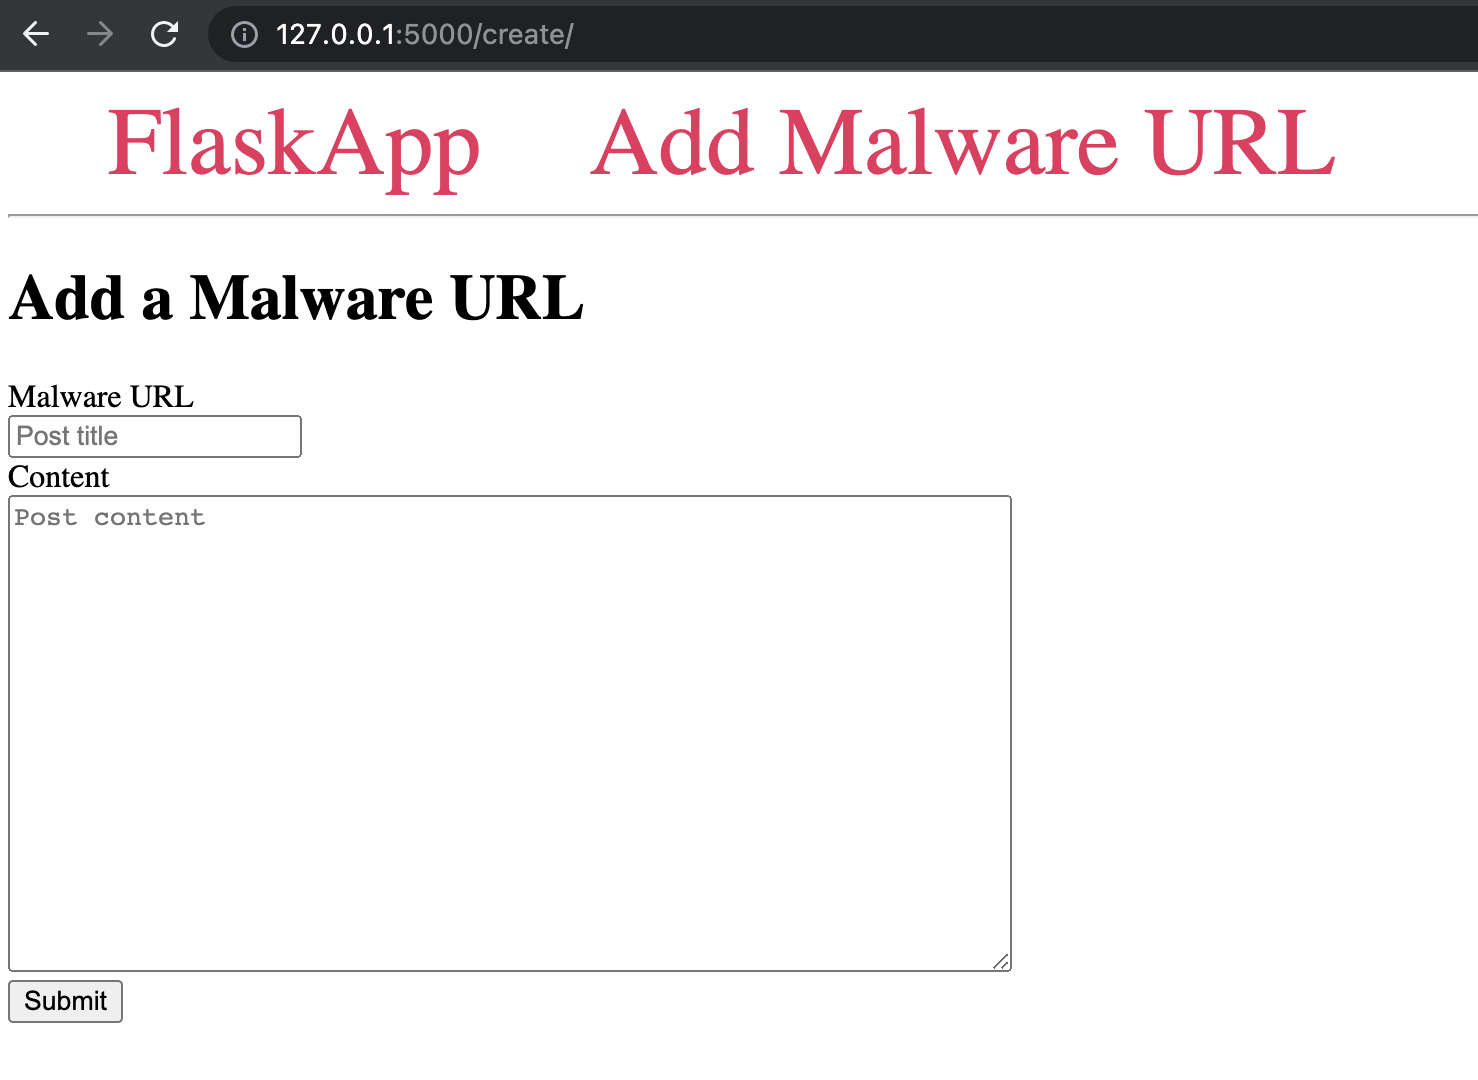 127.0.0.1:5000/create/
FlaskApp Add Malware URL
Add a Malware URL
Malware URL
Post title
Content
Post content
Submit